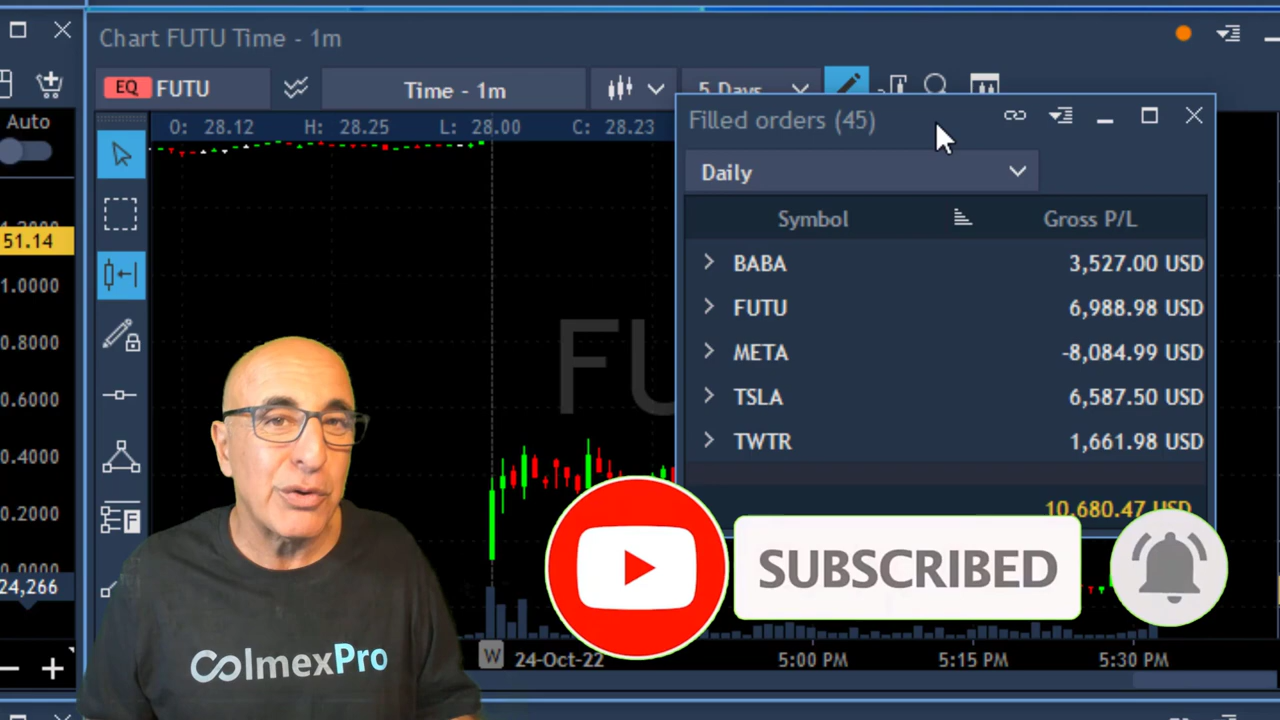 Chart FUTU Time - 1m
EQ FUTU
Time - 1m
5 Days
O: 28.12 H: 28.25 L: 28.00 C: 28.23
Auto
51.14
1.0000
0.8000
0.6000
0.4000
0.2000
24,266
Filled orders (45)
Daily
Symbol Gross P/L
BABA 3,527.00 USD
FUTU 6,988.98 USD
META -8,084.99 USD
TSLA 6,587.50 USD
TWTR 1,661.98 USD
10,680.47 USD
FU
F
ColmexPro
SUBSCRIBED
W 24-Oct-22 5:00 PM 5:15 PM 5:30 PM